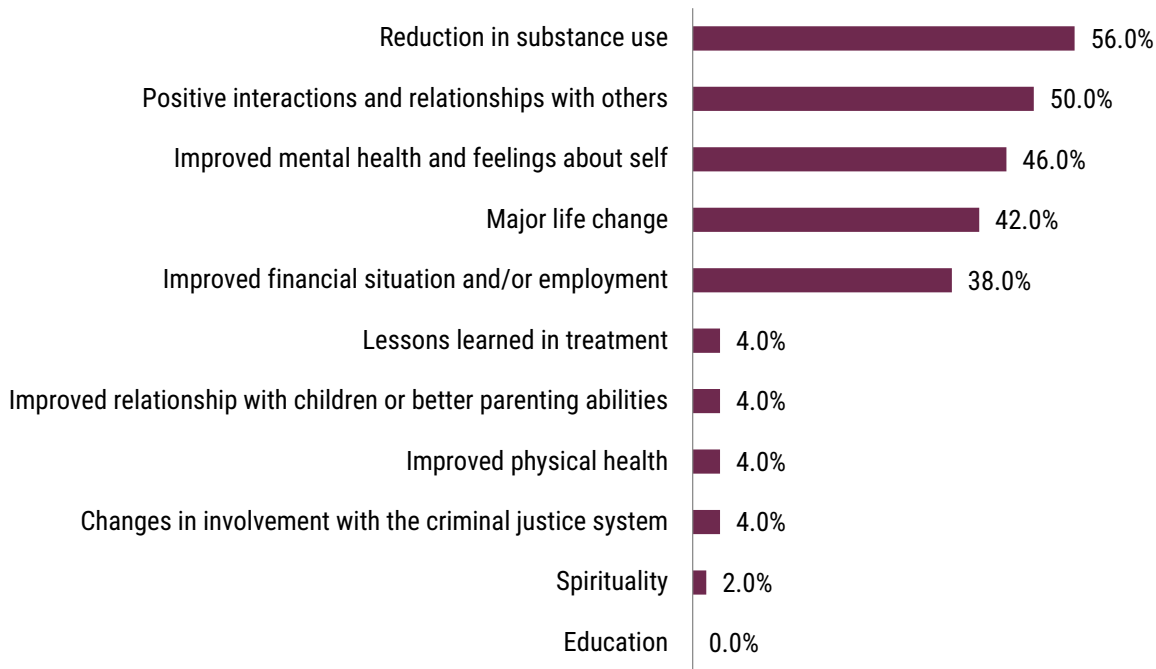 Reduction in substance use 56.0%
Positive interactions and relationships with others 50.0%
Improved mental health and feelings about self 46.0%
Major life change 42.0%
Improved financial situation and/or employment 38.0%
Lessons learned in treatment 4.0%
Improved relationship with children or better parenting abilities 4.0%
Improved physical health 4.0%
Changes in involvement with the criminal justice system 4.0%
Spirituality 2.0%
Education 0.0%